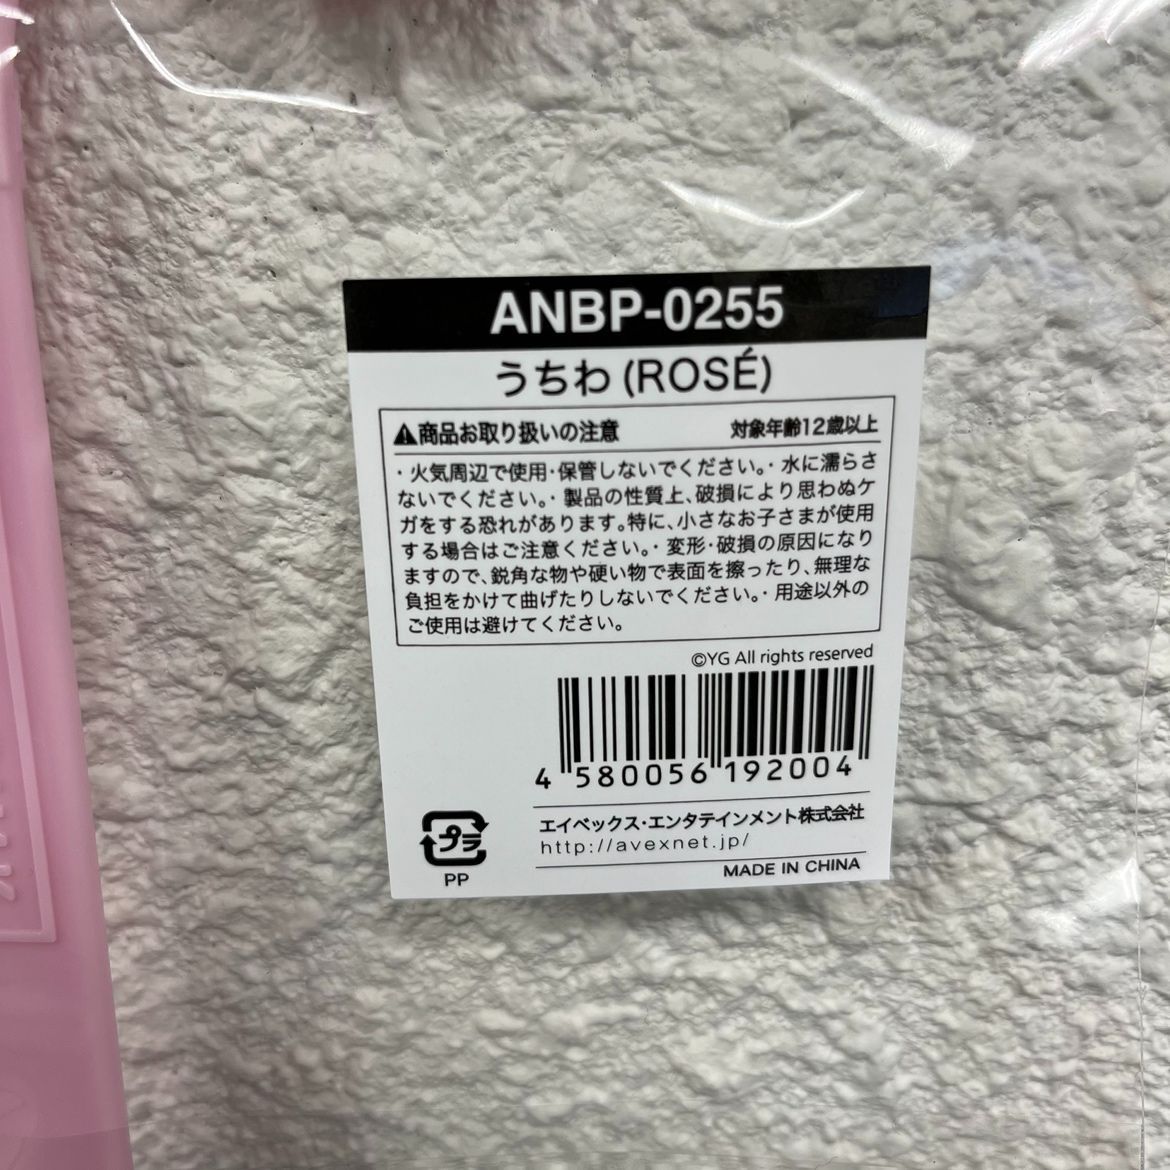 ANBP-0255
うちわ (ROSÉ)
商品お取り扱いの注意 対象年齢12歳以上
・火気周辺で使用・保管しないでください。・水に濡らさ
ないでください。・製品の性質上、破損により思わぬケ
ガをする恐れがあります。特に、小さなお子さまが使用
する場合はご注意ください。・変形・破損の原因になり
ますので、鋭角な物や硬い物で表面を擦ったり、無理な
負担をかけて曲げたりしないでください。・用途以外の
ご使用は避けてください。
©YG All rights reserved
4 580056 192004
エイベックス・エンタテインメント株式会社
http://avexnet.jp/
プラ
PP
MADE IN CHINA